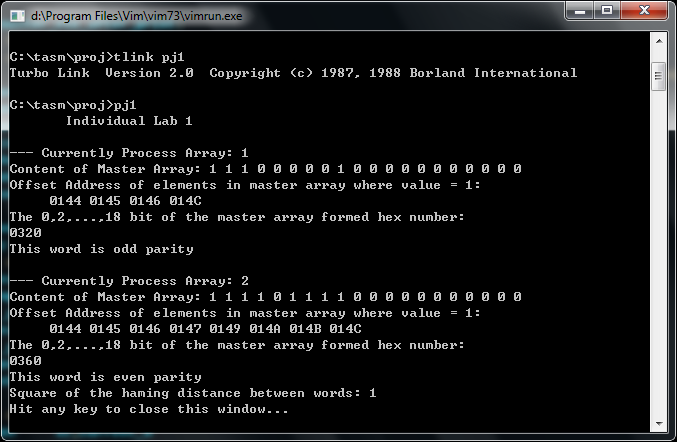 d:\Program Files\Vim\vim73\vimrun.exe
C:\tasm\proj>tlink pj1
Turbo Link  Version 2.0  Copyright (c) 1987, 1988 Borland International
C:\tasm\proj>pj1
Individual Lab 1
--- Currently Process Array: 1
Content of Master Array: 1 1 1 0 0 0 0 0 1 0 0 0 0 0 0 0 0 0 0 0
Offset Address of elements in master array where value = 1:
0144 0145 0146 014C
The 0,2,...,18 bit of the master array formed hex number:
0320
This word is odd parity
--- Currently Process Array: 2
Content of Master Array: 1 1 1 1 0 1 1 1 1 0 0 0 0 0 0 0 0 0 0 0
Offset Address of elements in master array where value = 1:
0144 0145 0146 0147 0149 014A 014B 014C
The 0,2,...,18 bit of the master array formed hex number:
0360
This word is even parity
Square of the haming distance between words: 1
Hit any key to close this window...